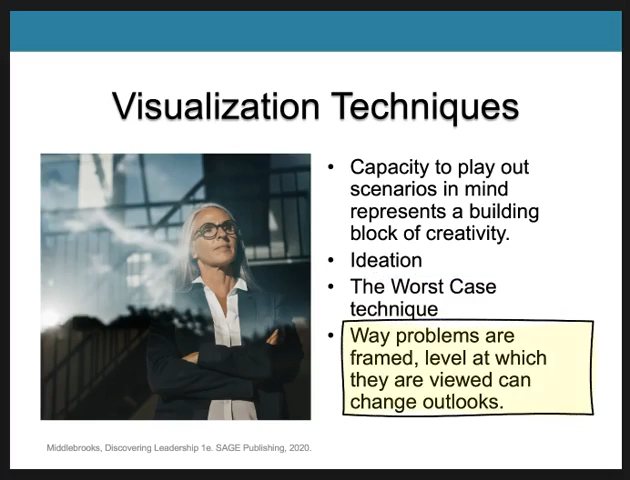 Visualization Techniques
• Capacity to play out
scenarios in mind
represents a building
block of creativity.
• Ideation
• The Worst Case
technique
• Way problems are
framed, level at which
they are viewed can
change outlooks.
Middlebrooks, Discovering Leadership 1e. SAGE Publishing, 2020.